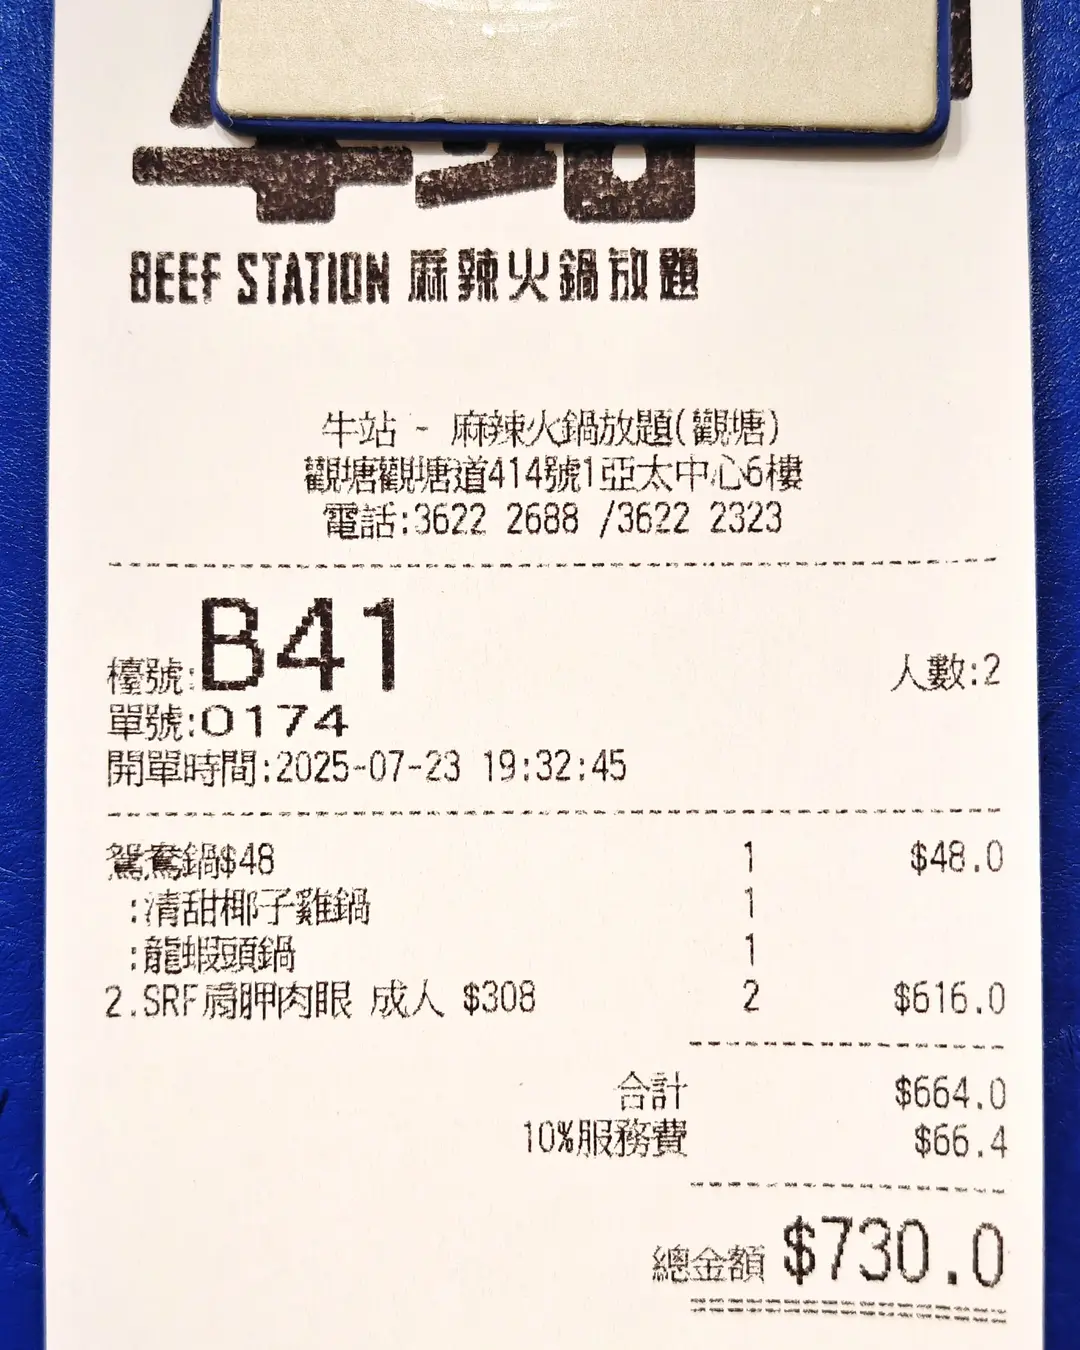 BEEF STATION 麻辣火鍋放題
牛站 - 麻辣火鍋放題(觀塘)
觀塘觀塘道414號1亞太中心6樓
電話:3622 2688 /3622 2323
檯號:B41 人數:2
單號:0174
開單時間:2025-07-23 19:32:45
鴛鴦鍋$48 1 $48.0
:清甜椰子雞鍋 1
:龍蝦頭鍋 1
2.SRF肩胛肉眼 成人 $308 2 $616.0
合計 $664.0
10%服務費 $66.4
總金額 $730.0